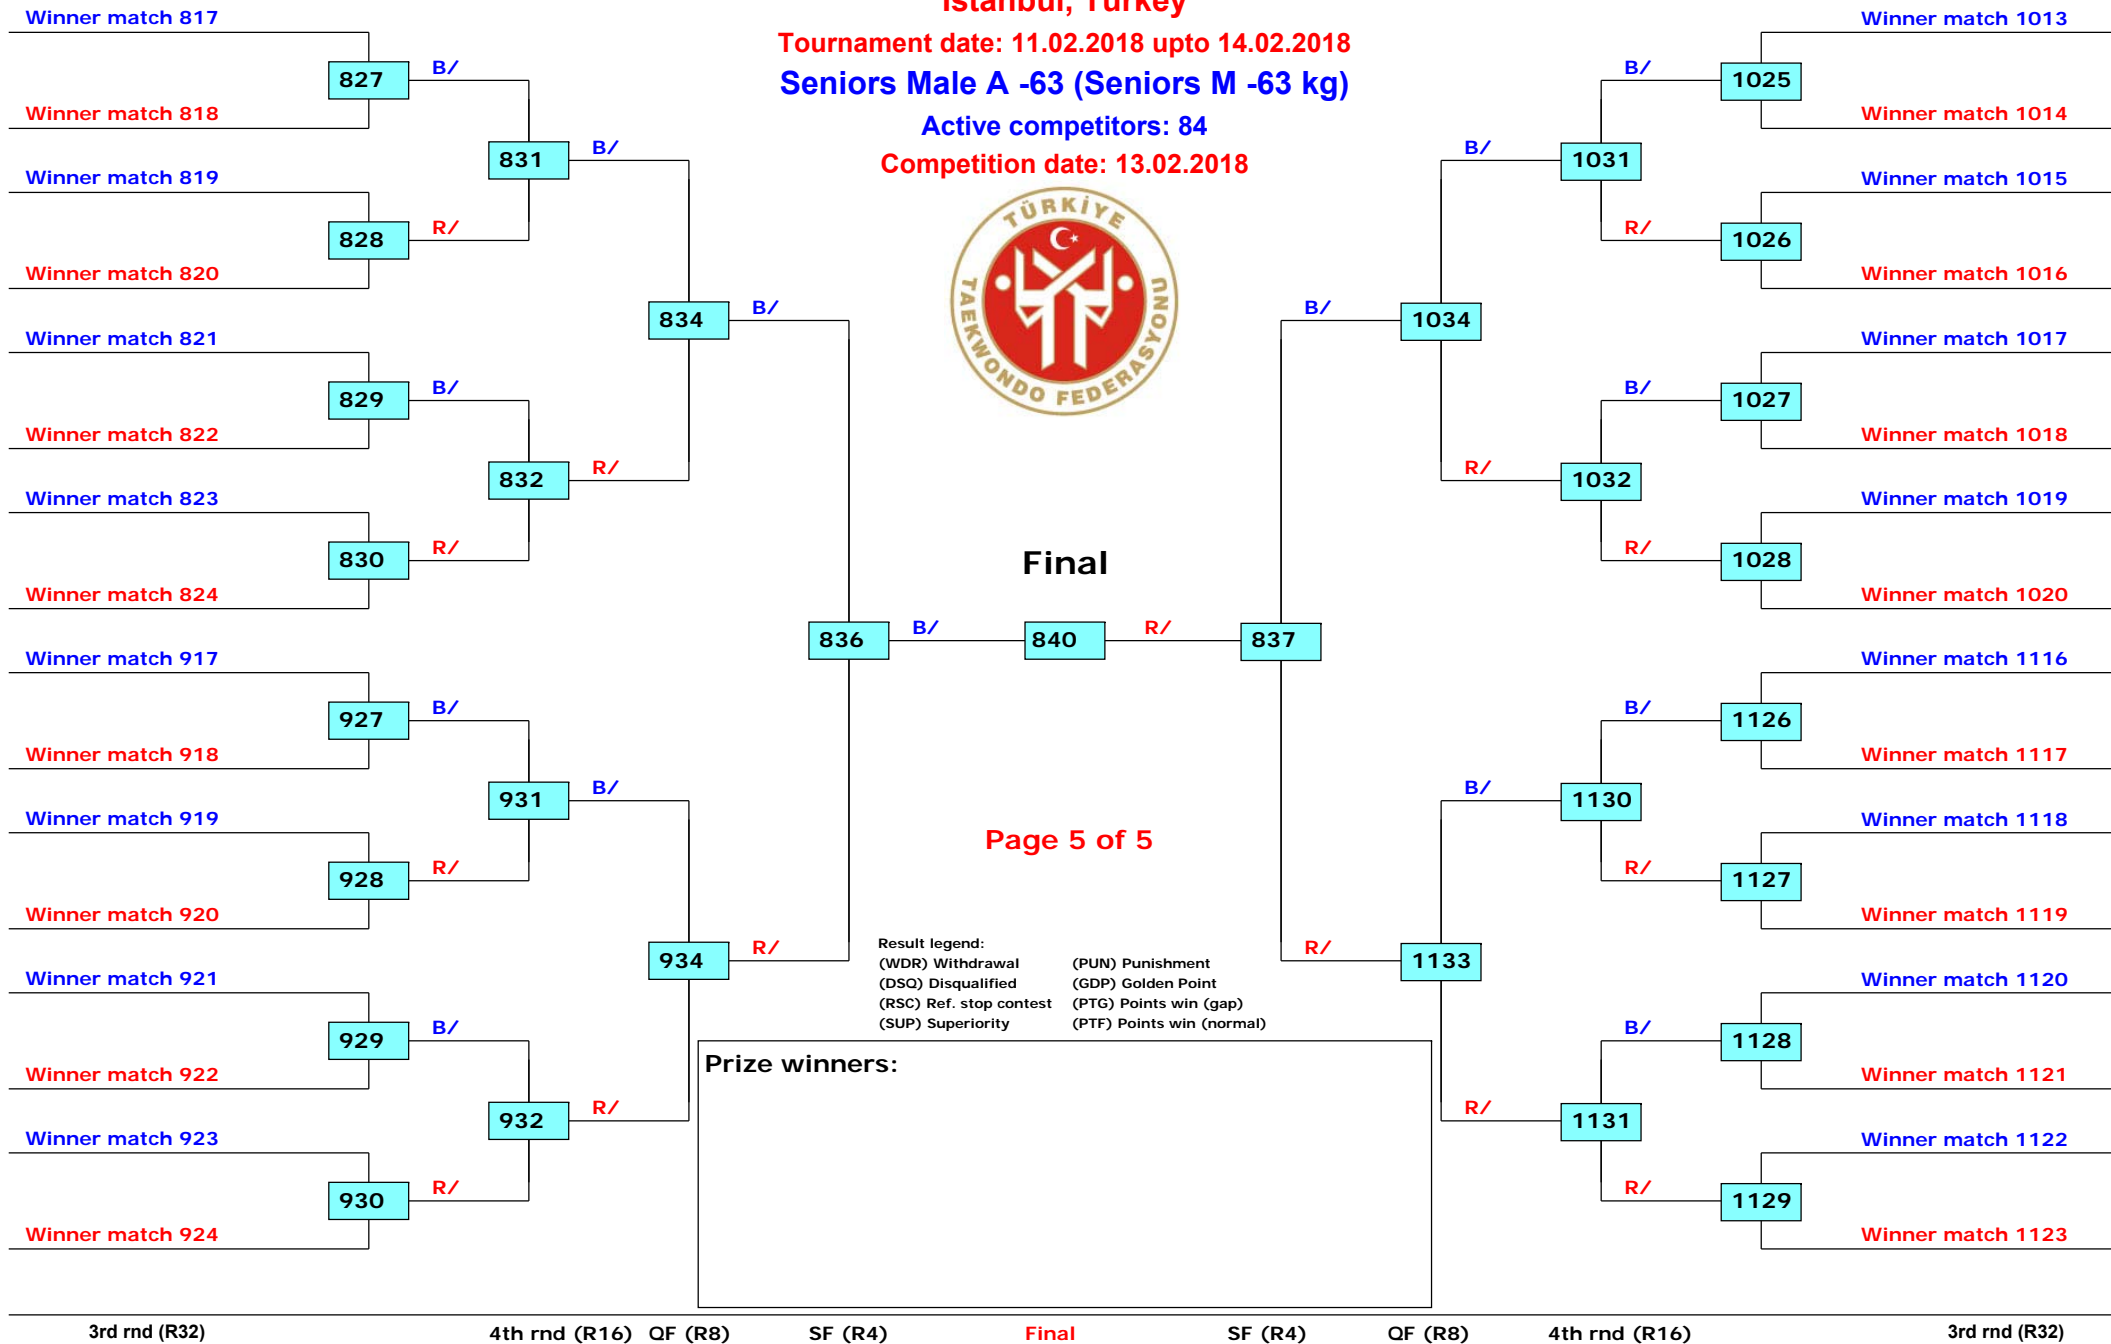 Istanbul, Turkey
Tournament date: 11.02.2018 upto 14.02.2018
Seniors Male A -63 (Seniors M -63 kg)
Active competitors: 84
Competition date: 13.02.2018
TÜRKİYE
TAEKWONDO FEDERASYONU
Winner match 817
827
B/
Winner match 818
831
B/
Winner match 819
828
R/
Winner match 820
834
B/
Winner match 821
829
B/
Winner match 822
832
R/
Winner match 823
830
R/
Winner match 824
836
B/
Winner match 917
927
B/
Winner match 918
931
B/
Winner match 919
928
R/
Winner match 920
934
R/
Winner match 921
929
B/
Winner match 922
932
R/
Winner match 923
930
R/
Winner match 924
Final
840
R/
837
Winner match 1013
B/
1025
Winner match 1014
B/
1031
Winner match 1015
R/
1026
Winner match 1016
B/
1034
Winner match 1017
B/
1027
Winner match 1018
R/
1032
Winner match 1019
R/
1028
Winner match 1020
Winner match 1116
B/
1126
Winner match 1117
B/
1130
Winner match 1118
R/
1127
Winner match 1119
R/
1133
Winner match 1120
B/
1128
Winner match 1121
R/
1131
Winner match 1122
R/
1129
Winner match 1123
Page 5 of 5
Result legend:
(WDR) Withdrawal (PUN) Punishment
(DSQ) Disqualified (GDP) Golden Point
(RSC) Ref. stop contest (PTG) Points win (gap)
(SUP) Superiority (PTF) Points win (normal)
Prize winners:
3rd rnd (R32) 4th rnd (R16) QF (R8) SF (R4) Final SF (R4) QF (R8) 4th rnd (R16) 3rd rnd (R32)